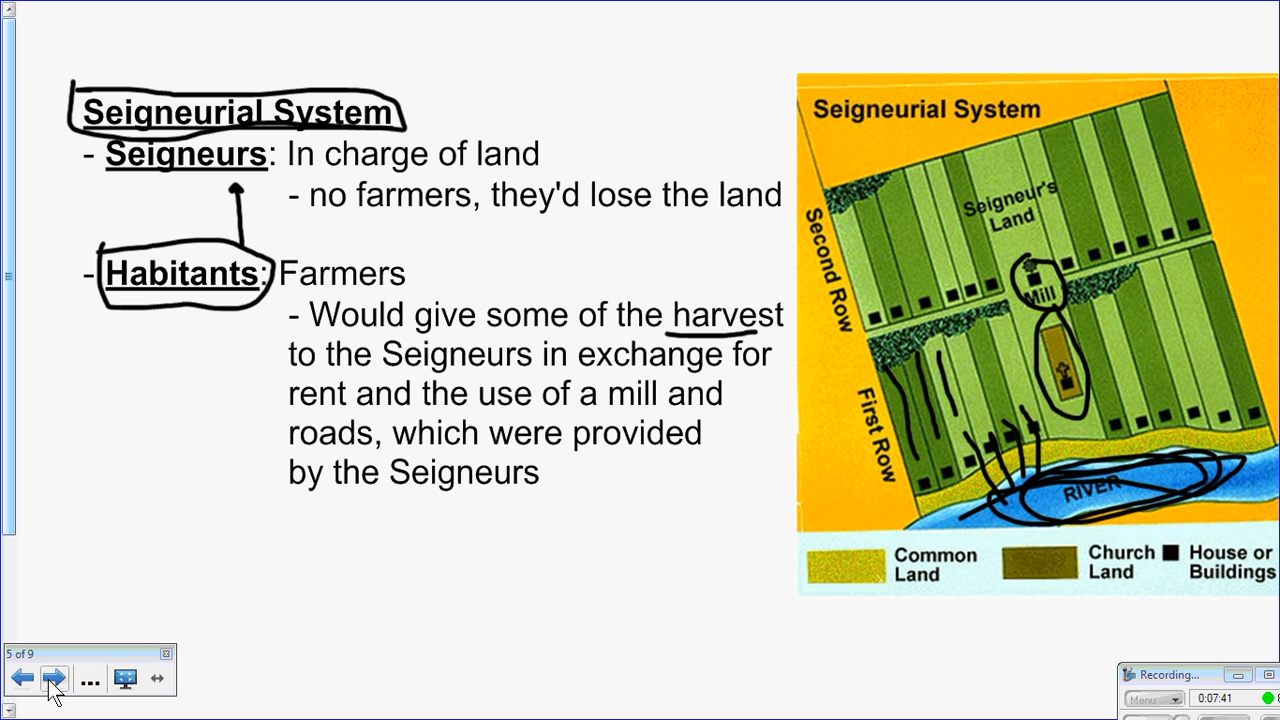 Seigneurial System
- Seigneurs: In charge of land
- no farmers, they'd lose the land
- Habitants: Farmers
- Would give some of the harvest
to the Seigneurs in exchange for
rent and the use of a mill and
roads, which were provided
by the Seigneurs
Seigneurial System
Second Row
Seigneur's
Land
Mill
First Row
RIVER
Common
Land
Church
Land
House or
Buildings
5 of 9
...
Recording...
Menu
0:07:41